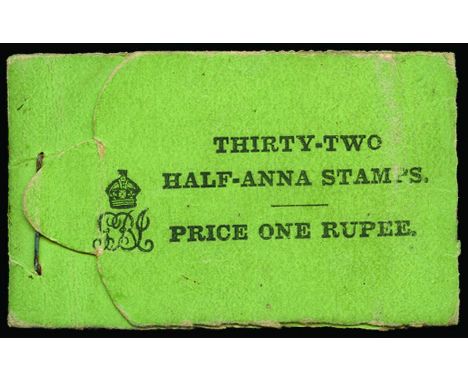 THIRTY-TWO
HALF-ANNA STAMPS.
PRICE ONE RUPEE.